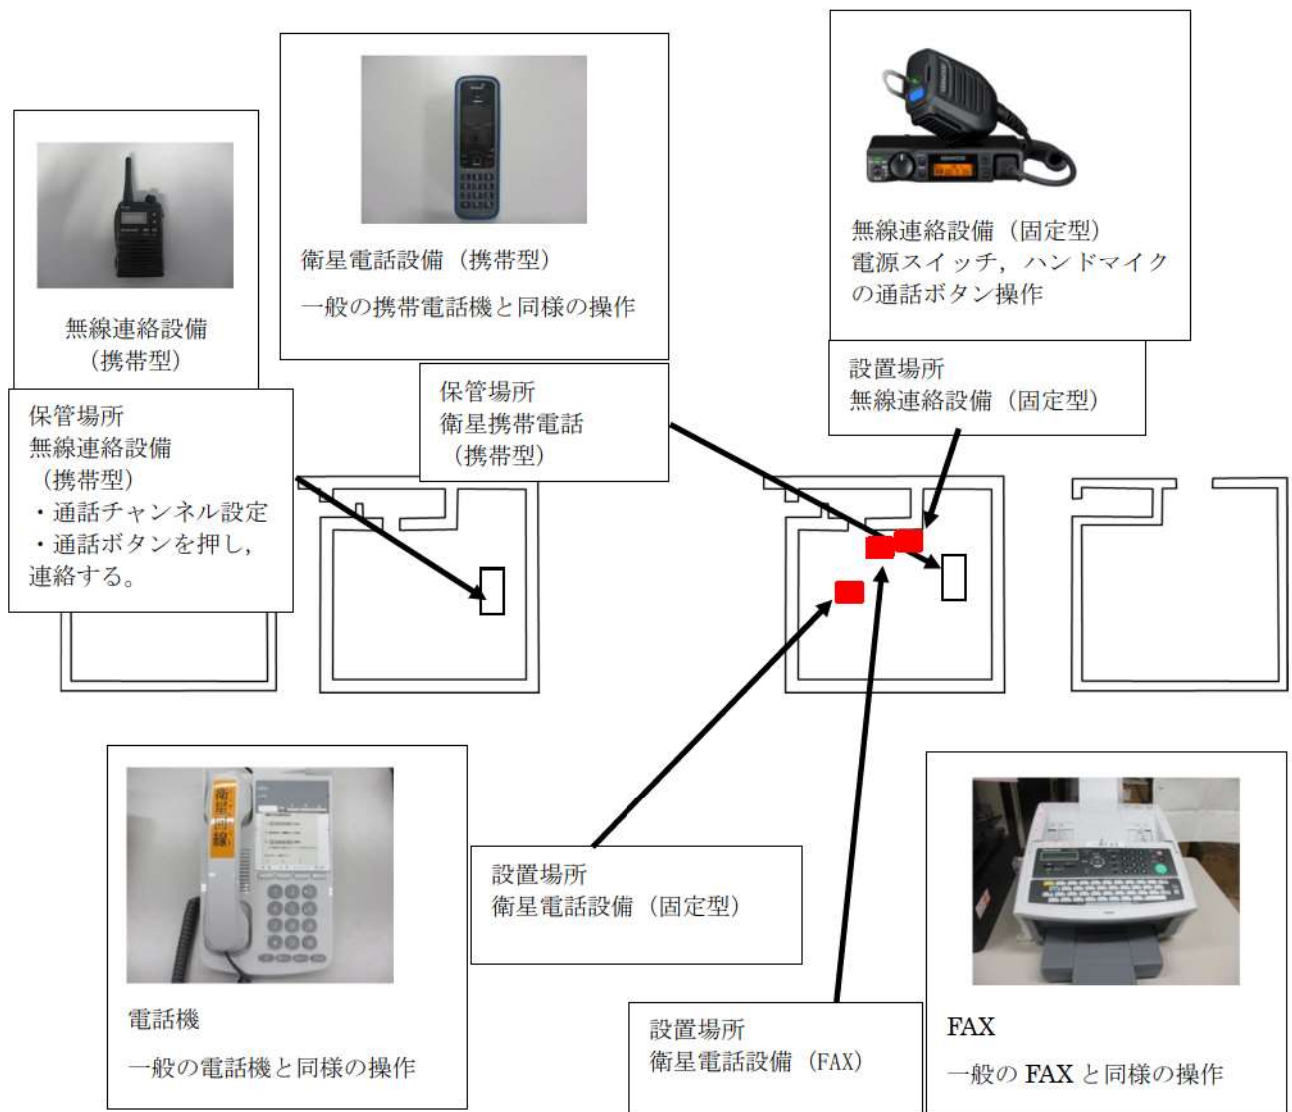 無線連絡設備
(携帯型)
衛星電話設備（携帯型）
一般の携帯電話機と同様の操作
無線連絡設備（固定型）
電源スイッチ，ハンドマイク
の通話ボタン操作
保管場所
無線連絡設備
（携帯型）
・通話チャンネル設定
・通話ボタンを押し，
連絡する。
保管場所
衛星携帯電話
（携帯型）
設置場所
無線連絡設備（固定型）
衛星回線
電話機
一般の電話機と同様の操作
設置場所
衛星電話設備（固定型）
設置場所
衛星電話設備（FAX）
FAX
一般の FAX と同様の操作